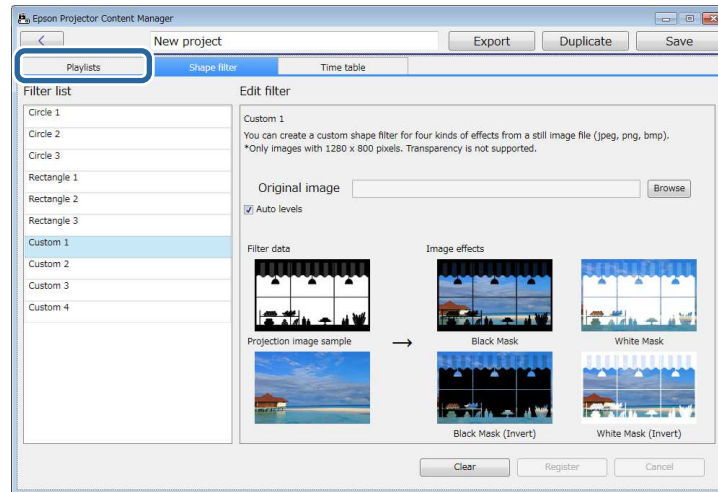 Epson Projector Content Manager
New project
Export
Duplicate
Save
Playlists
Shape filter
Time table
Filter list
Edit filter
Circle 1
Circle 2
Circle 3
Rectangle 1
Rectangle 2
Rectangle 3
Custom 1
Custom 2
Custom 3
Custom 4
Custom 1
You can create a custom shape filter for four kinds of effects from a still image file (jpeg, png, bmp).
*Only images with 1280 x 800 pixels. Transparency is not supported.
Original image
Browse
Auto levels
Filter data
Image effects
Projection image sample
→
Black Mask
White Mask
Black Mask (Invert)
White Mask (Invert)
Clear
Register
Cancel